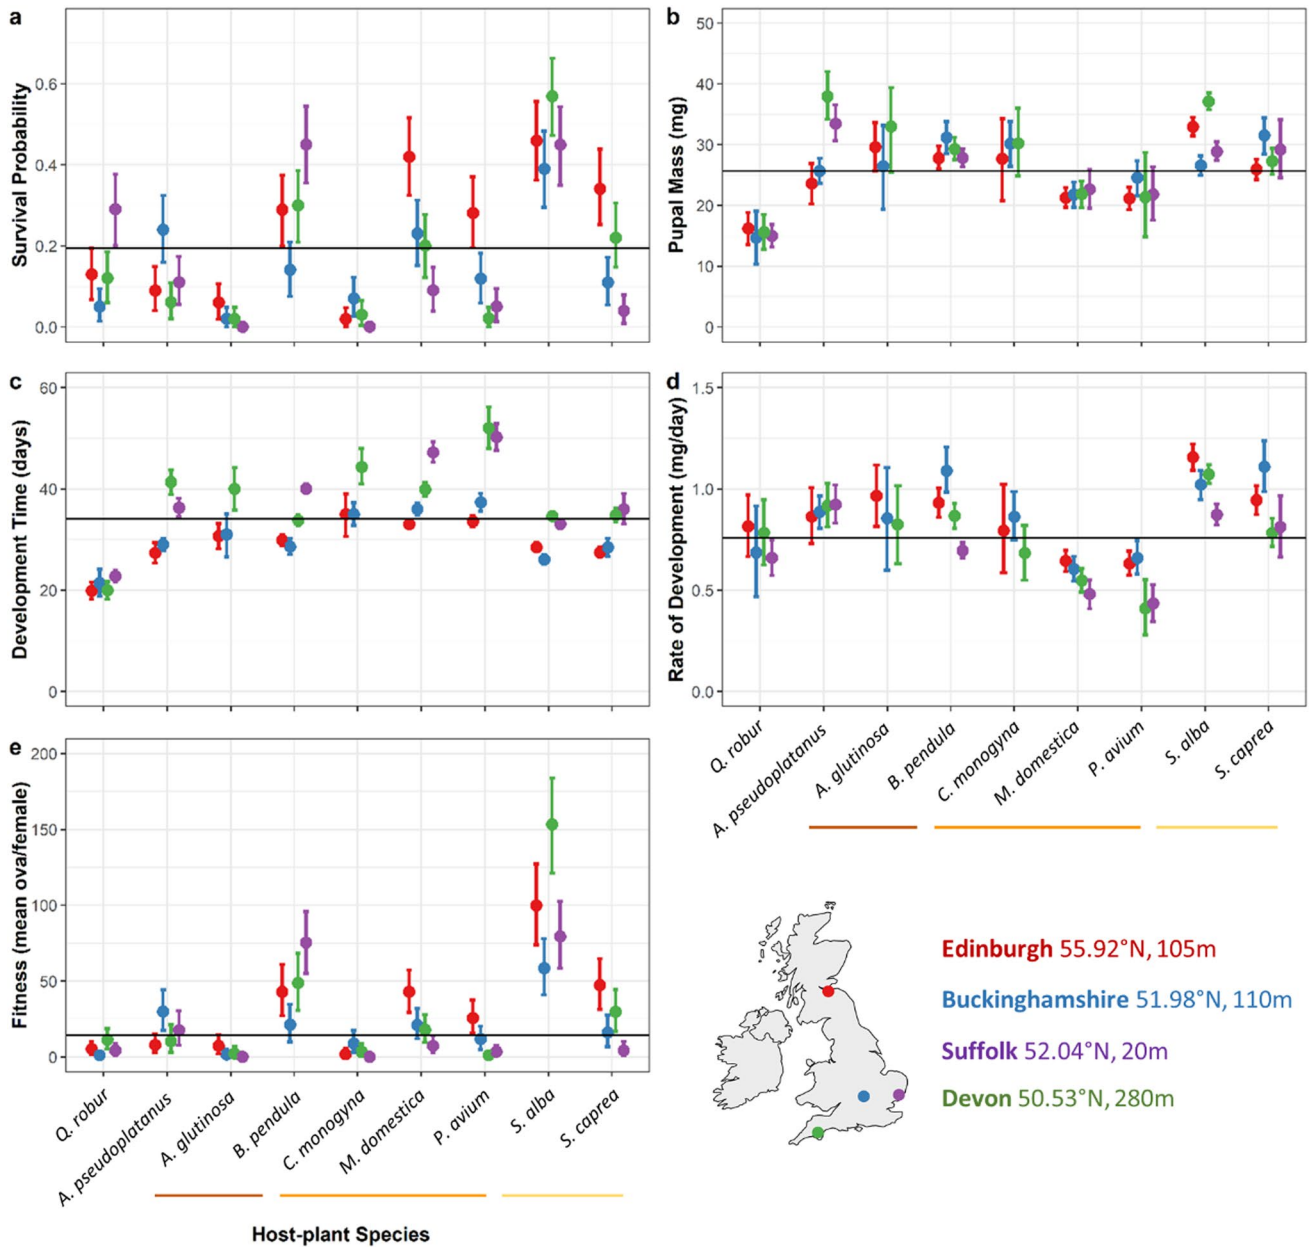 a
Survival Probability
0.6
0.4
0.2
0.0
b
Pupal Mass (mg)
50
40
30
20
10
0
c
Development Time (days)
60
40
20
0
d
Rate of Development (mg/day)
1.5
1.0
0.5
0.0
Q. robur
A. pseudoplatanus
A. glutinosa
B. pendula
C. monogyna
M. domestica
P. avium
S. alba
S. caprea
e
Fitness (mean ova/female)
200
150
100
50
0
Q. robur
A. pseudoplatanus
A. glutinosa
B. pendula
C. monogyna
M. domestica
P. avium
S. alba
S. caprea
Host-plant Species
Edinburgh 55.92°N, 105m
Buckinghamshire 51.98°N, 110m
Suffolk 52.04°N, 20m
Devon 50.53°N, 280m